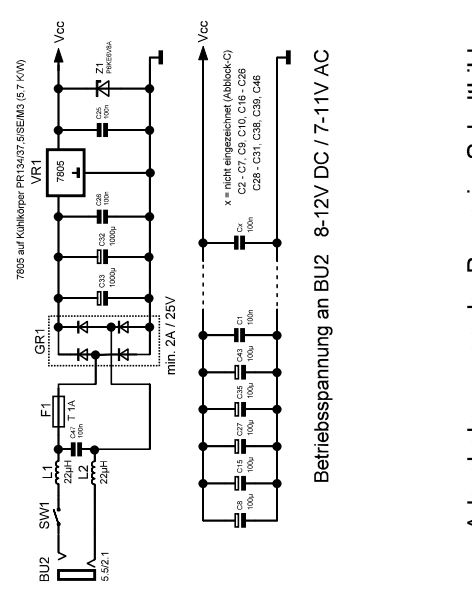 7805 auf Kühlkörper PR134/37,5/SE/M3 (5,7 K/W)
BU2
5.5/2.1
SW1
L1
22µH
L2
22µH
C47
100n
F1
T 1A
GR1
min. 2A / 25V
C33
1000µ
C32
1000µ
C26
100n
VR1
7805
C25
100n
Z1
P6KE6V8A
Vcc
C8
100µ
C15
100µ
C27
100µ
C35
100µ
C43
100µ
C1
100n
Cx
100n
Vcc
x = nicht eingezeichnet (Abblock-C)
C2 - C7, C9, C10, C16 - C26
C28 - C31, C38, C39, C46
Betriebsspannung an BU2 8-12V DC / 7-11V AC